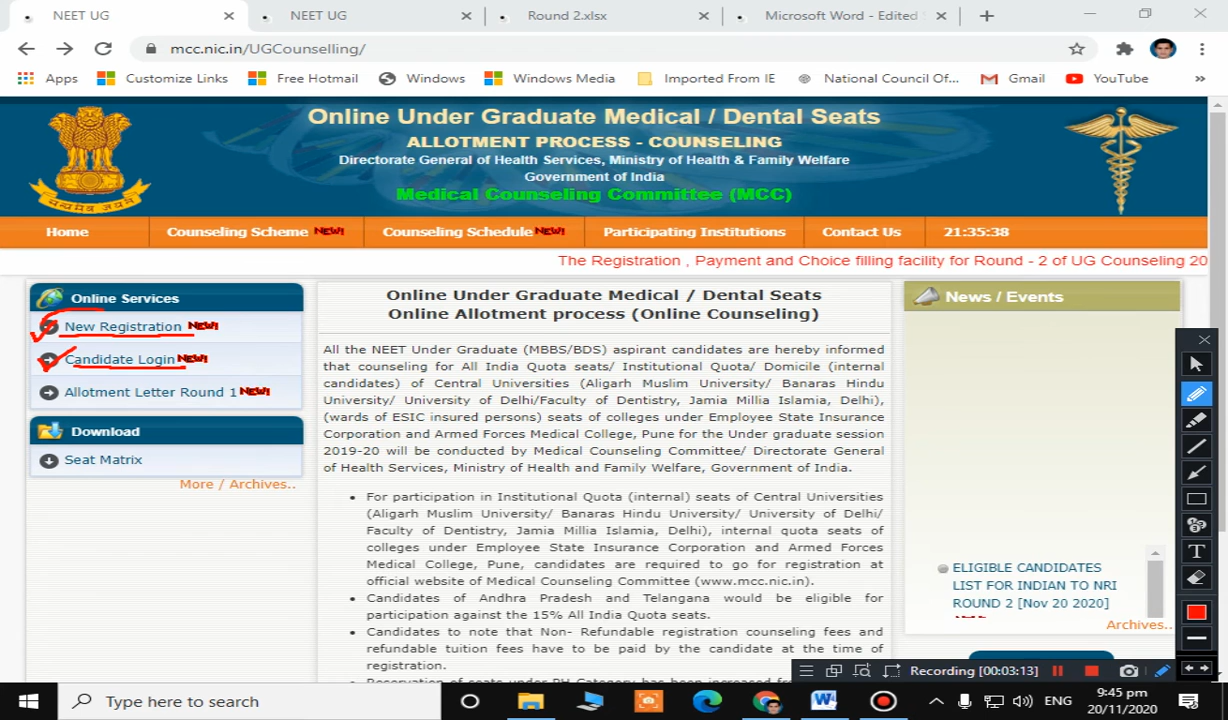 NEET UG
NEET UG
Round 2.xlsx
Microsoft Word - Edited
mcc.nic.in/UGCounselling/
Apps
Customize Links
Free Hotmail
Windows
Windows Media
Imported From IE
National Council Of...
Gmail
YouTube
Online Under Graduate Medical / Dental Seats
ALLOTMENT PROCESS - COUNSELING
Directorate General of Health Services, Ministry of Health & Family Welfare
Government of India
Medical Counseling Committee (MCC)
सत्यमेव जयते
Home
Counseling Scheme NEW!
Counseling Schedule NEW!
Participating Institutions
Contact Us
21:35:38
The Registration , Payment and Choice filling facility for Round - 2 of UG Counseling 20
Online Services
New Registration NEW!
Candidate Login NEW!
Allotment Letter Round 1 NEW!
Download
Seat Matrix
More / Archives..
Online Under Graduate Medical / Dental Seats
Online Allotment process (Online Counseling)
All the NEET Under Graduate (MBBS/BDS) aspirant candidates are hereby informed
that counseling for All India Quota seats/ Institutional Quota/ Domicile (internal
candidates) of Central Universities (Aligarh Muslim University/ Banaras Hindu
University/ University of Delhi/Faculty of Dentistry, Jamia Millia Islamia, Delhi),
(wards of ESIC insured persons) seats of colleges under Employee State Insurance
Corporation and Armed Forces Medical College, Pune for the Under graduate session
2019-20 will be conducted by Medical Counseling Committee/ Directorate General
of Health Services, Ministry of Health and Family Welfare, Government of India.
For participation in Institutional Quota (internal) seats of Central Universities
(Aligarh Muslim University/ Banaras Hindu University/ University of Delhi/
Faculty of Dentistry, Jamia Millia Islamia, Delhi), internal quota seats of
colleges under Employee State Insurance Corporation and Armed Forces
Medical College, Pune, candidates are required to go for registration at
official website of Medical Counseling Committee (www.mcc.nic.in).
Candidates of Andhra Pradesh and Telangana would be eligible for
participation against the 15% All India Quota seats.
Candidates to note that Non- Refundable registration counseling fees and
refundable tuition fees have to be paid by the candidate at the time of
registration.
Reservation of seats under PH Category has been increased
News / Events
ELIGIBLE CANDIDATES
LIST FOR INDIAN TO NRI
ROUND 2 [Nov 20 2020]
Archives..
T
Recording [00:03:13]
Type here to search
ENG
9:45 pm
20/11/2020